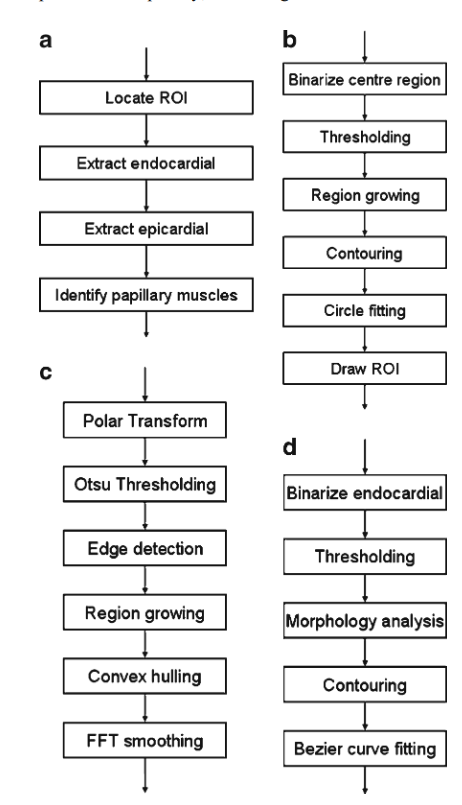 a
Locate ROI
Extract endocardial
Extract epicardial
Identify papillary muscles
b
Binarize centre region
Thresholding
Region growing
Contouring
Circle fitting
Draw ROI
c
Polar Transform
Otsu Thresholding
Edge detection
Region growing
Convex hulling
FFT smoothing
d
Binarize endocardial
Thresholding
Morphology analysis
Contouring
Bezier curve fitting